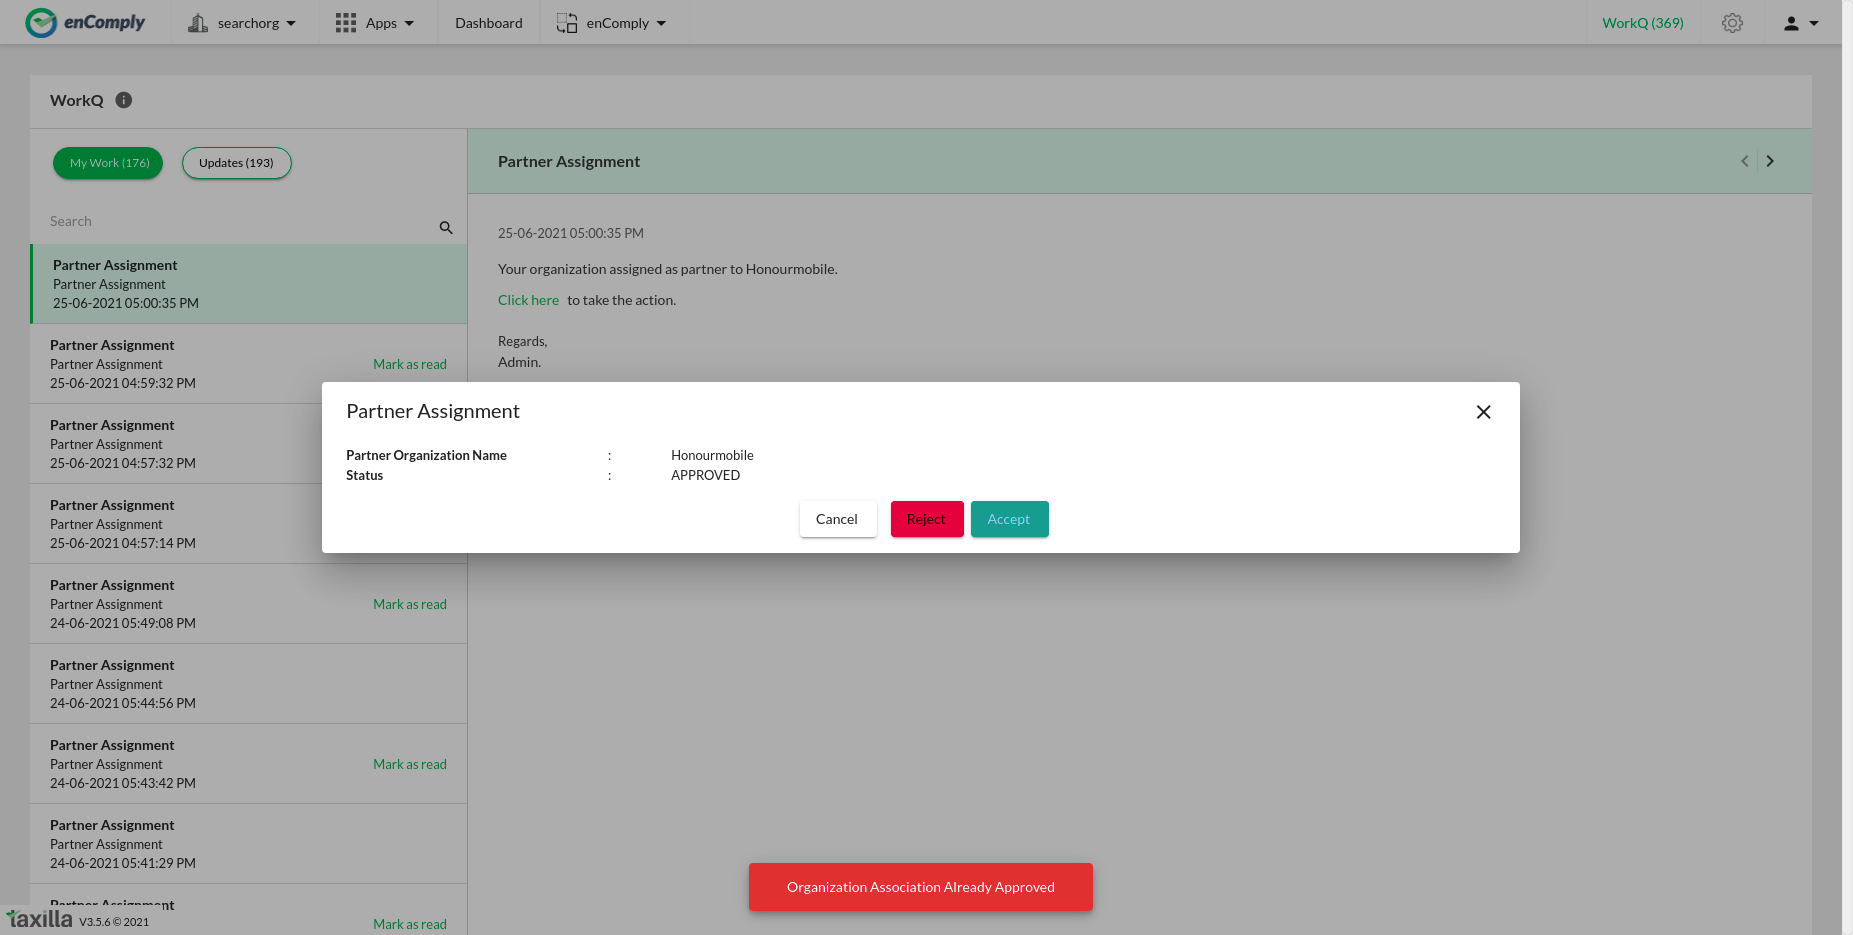 enComply
searchorg
Apps
Dashboard
enComply
WorkQ (369)
WorkQ
My Work (176)
Updates (193)
Search
Partner Assignment
Partner Assignment
25-06-2021 05:00:35 PM
Partner Assignment
Partner Assignment
Mark as read
25-06-2021 04:59:32 PM
Partner Assignment
Partner Assignment
25-06-2021 04:57:32 PM
Partner Assignment
Partner Assignment
25-06-2021 04:57:14 PM
Partner Assignment
Partner Assignment
Mark as read
24-06-2021 05:49:08 PM
Partner Assignment
Partner Assignment
24-06-2021 05:44:56 PM
Partner Assignment
Partner Assignment
Mark as read
24-06-2021 05:43:42 PM
Partner Assignment
Partner Assignment
24-06-2021 05:41:29 PM
Partner Assignment
Mark as read
Partner Assignment
25-06-2021 05:00:35 PM
Your organization assigned as partner to Honourmobile.
Click here to take the action.
Regards,
Admin.
Partner Assignment
Partner Organization Name : Honourmobile
Status : APPROVED
Cancel
Reject
Accept
Organization Association Already Approved
taxilla V3.5.6 © 2021